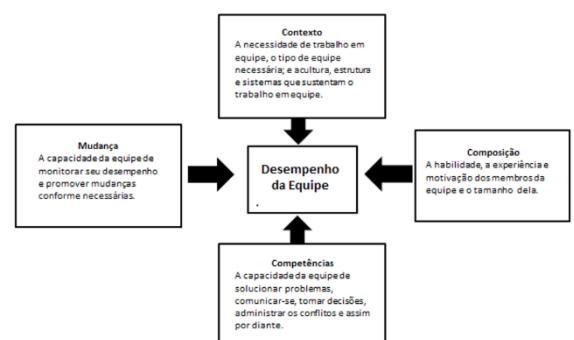 Contexto
A necessidade de trabalho em
equipe, o tipo de equipe
necessária; e acultura, estrutura
e sistemas que sustentam o
trabalho em equipe.
Mudança
A capacidade da equipe de
monitorar seu desempenho
e promover mudanças
conforme necessárias.
Desempenho
da Equipe
.
Composição
A habilidade, a experiência e
motivação dos membros da
equipe e o tamanho dela.
Competências
A capacidade da equipe de
solucionar problemas,
comunicar-se, tomar decisões,
administrar os conflitos e assim
por diante.